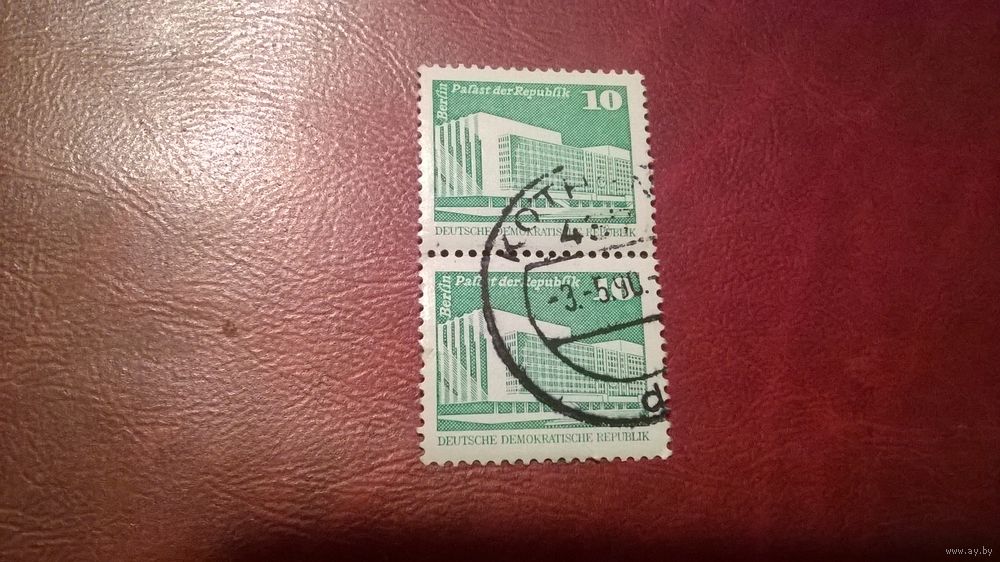 Berlin
Palast der Republik 10
DEUTSCHE DEMOKRATISCHE REPUBLIK
-3.-5.90.
Berlin
Palast der Republik
DEUTSCHE DEMOKRATISCHE REPUBLIK
a
www.ay.by